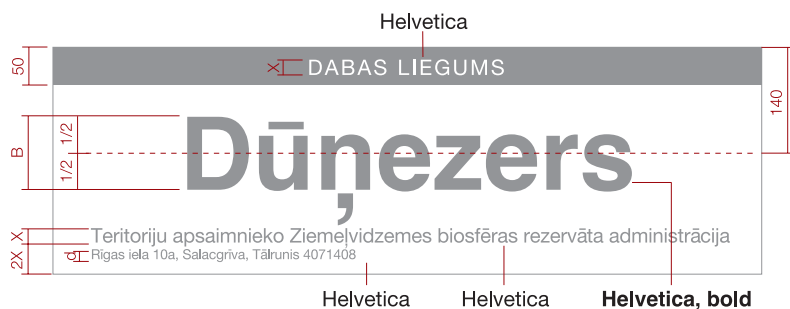 Helvetica
50
X
DABAS LIEGUMS
140
B
1/2
1/2
Dūņezers
X
Teritoriju apsaimnieko Ziemeļvidzemes biosfēras rezervāta administrācija
2X
d
Rīgas iela 10a, Salacgrīva, Tālrunis 4071408
Helvetica
Helvetica
Helvetica, bold